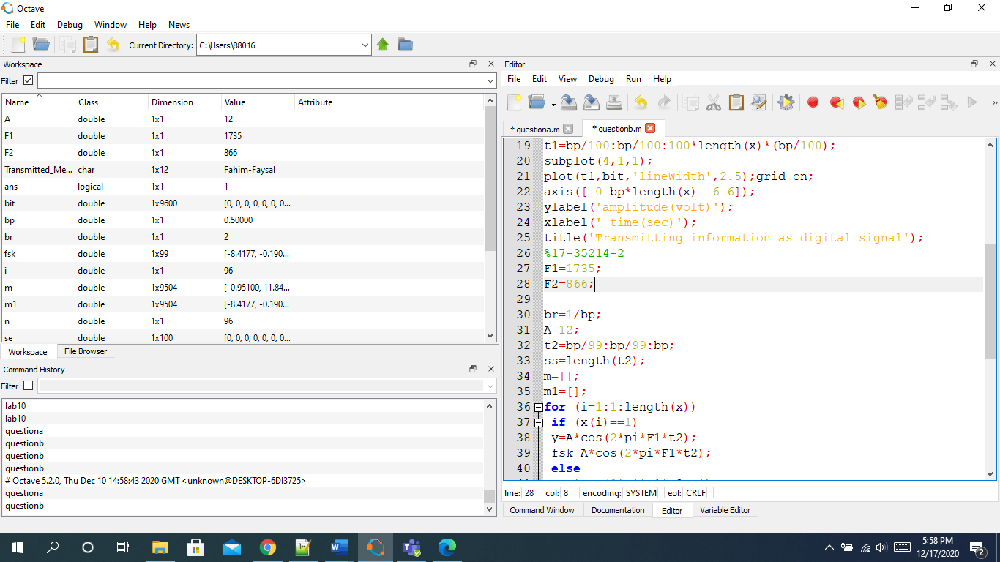 Octave
File Edit Debug Window Help News
Current Directory: C:\Users\88016
Workspace
Filter
Name Class Dimension Value Attribute
A double 1x1 12
F1 double 1x1 1735
F2 double 1x1 866
Transmitted_Me... char 1x12 Fahim-Faysal
ans logical 1x1 1
bit double 1x9600 [0, 0, 0, 0, 0, 0, 0...
bp double 1x1 0.50000
br double 1x1 2
fsk double 1x99 [-8.4177, -0.190...
i double 1x1 96
m double 1x9504 [-0.95100, 11.84...
m1 double 1x9504 [-8.4177, -0.190...
n double 1x1 96
se double 1x100 [0, 0, 0, 0, 0, 0, 0...
Workspace File Browser
Command History
Filter
lab10
lab10
questiona
questionb
questionb
questionb
# Octave 5.2.0, Thu Dec 10 14:58:43 2020 GMT <unknown@DESKTOP-6DI3725>
questiona
questionb
Editor
File Edit View Debug Run Help
* questiona.m * questionb.m
19 t1=bp/100:bp/100:100*length(x)*(bp/100);
20 subplot(4,1,1);
21 plot(t1,bit,'lineWidth',2.5);grid on;
22 axis([ 0 bp*length(x) -6 6]);
23 ylabel('amplitude(volt)');
24 xlabel(' time(sec)');
25 title('Transmitting information as digital signal');
26 %17-35214-2
27 F1=1735;
28 F2=866;
29
30 br=1/bp;
31 A=12;
32 t2=bp/99:bp/99:bp;
33 ss=length(t2);
34 m=[];
35 m1=[];
36 for (i=1:1:length(x))
37 if (x(i)==1)
38 y=A*cos(2*pi*F1*t2);
39 fsk=A*cos(2*pi*F1*t2);
40 else
line: 28 col: 8 encoding: SYSTEM eol: CRLF
Command Window Documentation Editor Variable Editor
5:58 PM
12/17/2020
2